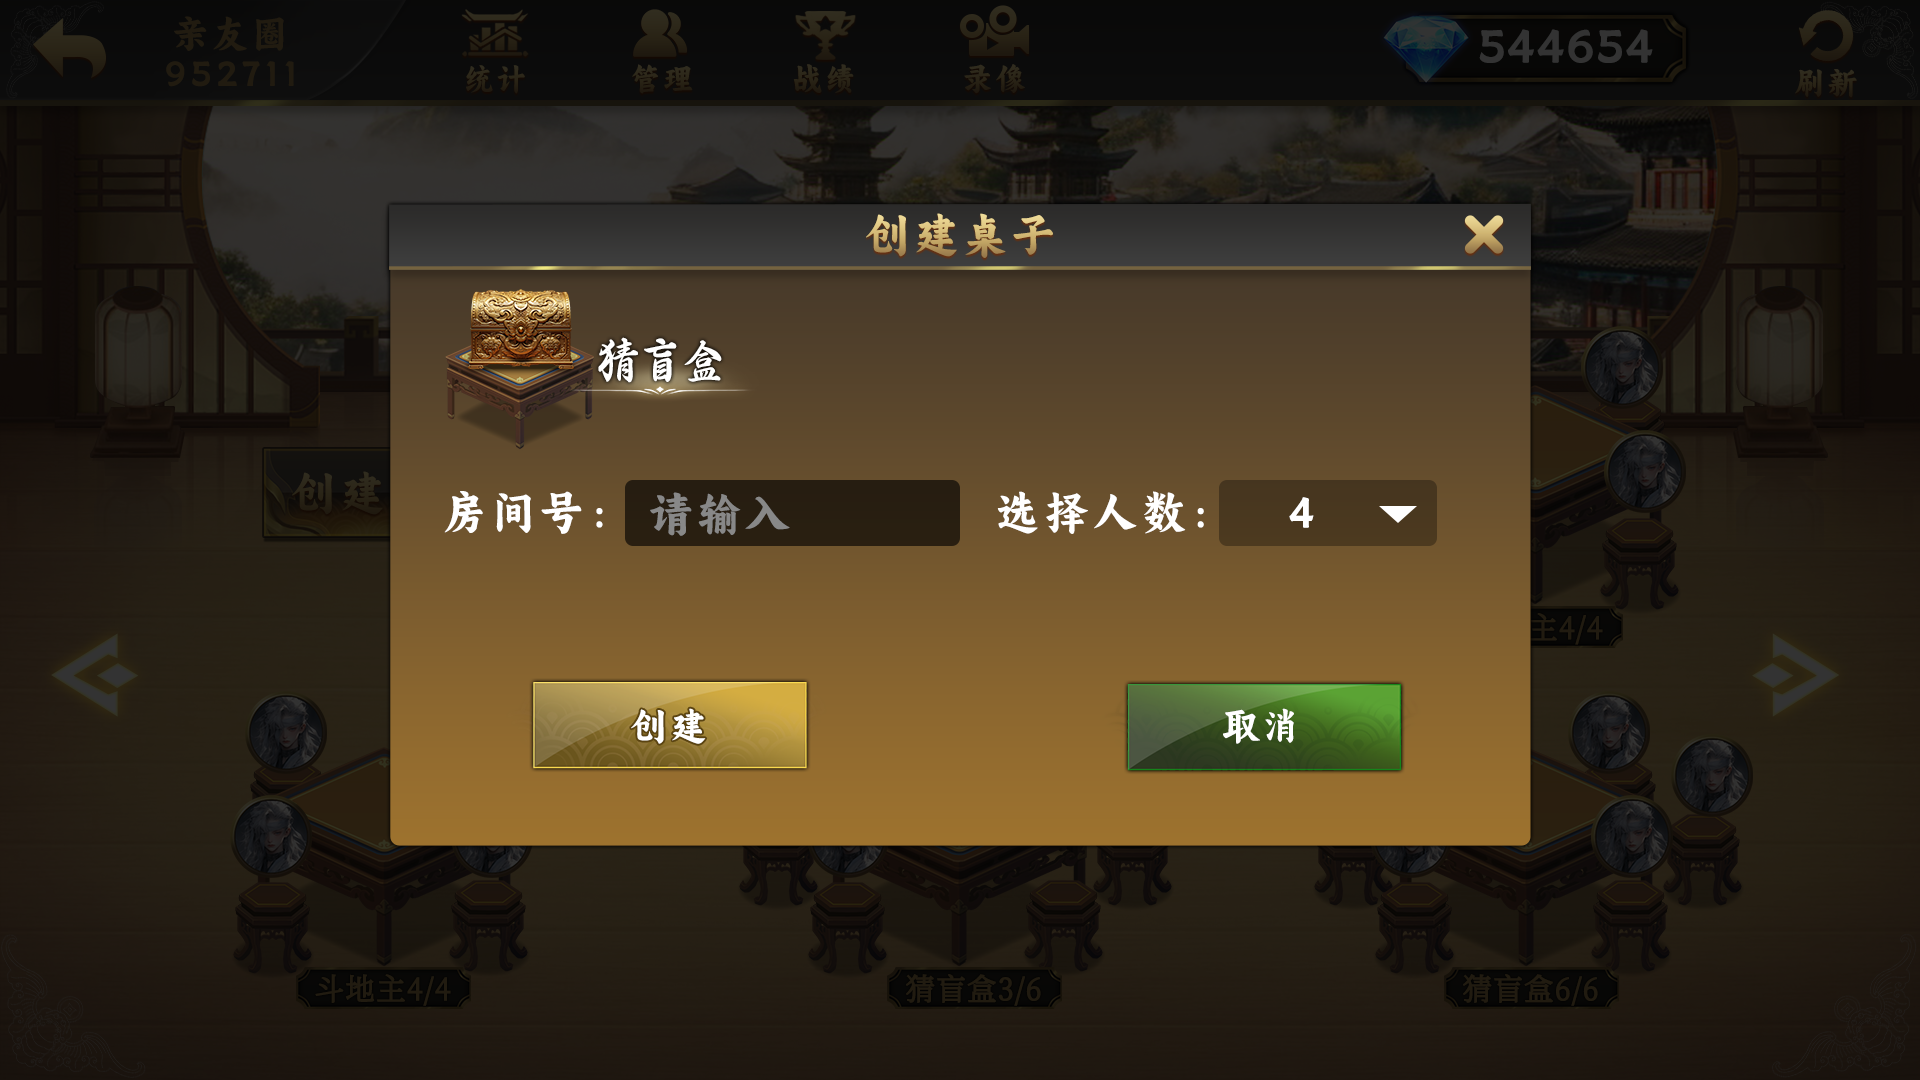 亲友圈
952711
统计
管理
战绩
录像
544654
刷新
创建桌子
猜盲盒
创建
房间号：
请输入
选择人数：
4
主4/4
创建
取消
斗地主4/4
猜盲盒3/6
猜盲盒6/6